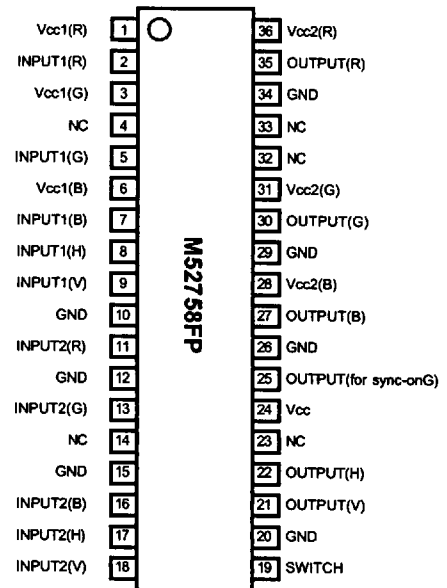 Vcc1(R) 1 36 Vcc2(R)
INPUT1(R) 2 35 OUTPUT(R)
Vcc1(G) 3 34 GND
NC 4 33 NC
INPUT1(G) 5 32 NC
Vcc1(B) 6 31 Vcc2(G)
INPUT1(B) 7 30 OUTPUT(G)
INPUT1(H) 8 29 GND
INPUT1(V) 9 28 Vcc2(B)
GND 10 27 OUTPUT(B)
INPUT2(R) 11 26 GND
GND 12 25 OUTPUT(for sync-onG)
INPUT2(G) 13 24 Vcc
NC 14 23 NC
GND 15 22 OUTPUT(H)
INPUT2(B) 16 21 OUTPUT(V)
INPUT2(H) 17 20 GND
INPUT2(V) 18 19 SWITCH
M52758FP